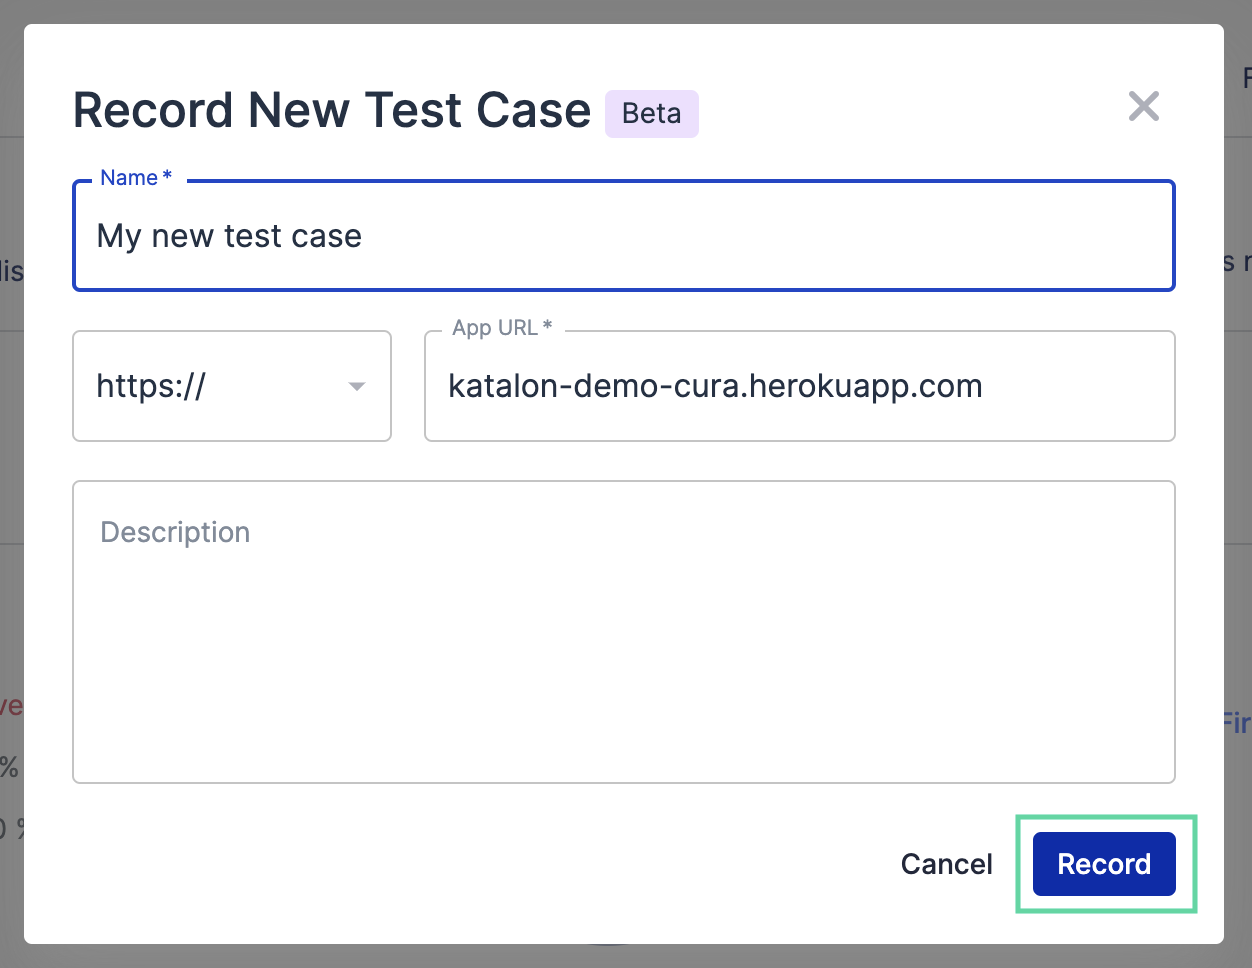 Record New Test Case Beta
Name *
My new test case
https://
App URL *
katalon-demo-cura.herokuapp.com
Description
Cancel Record